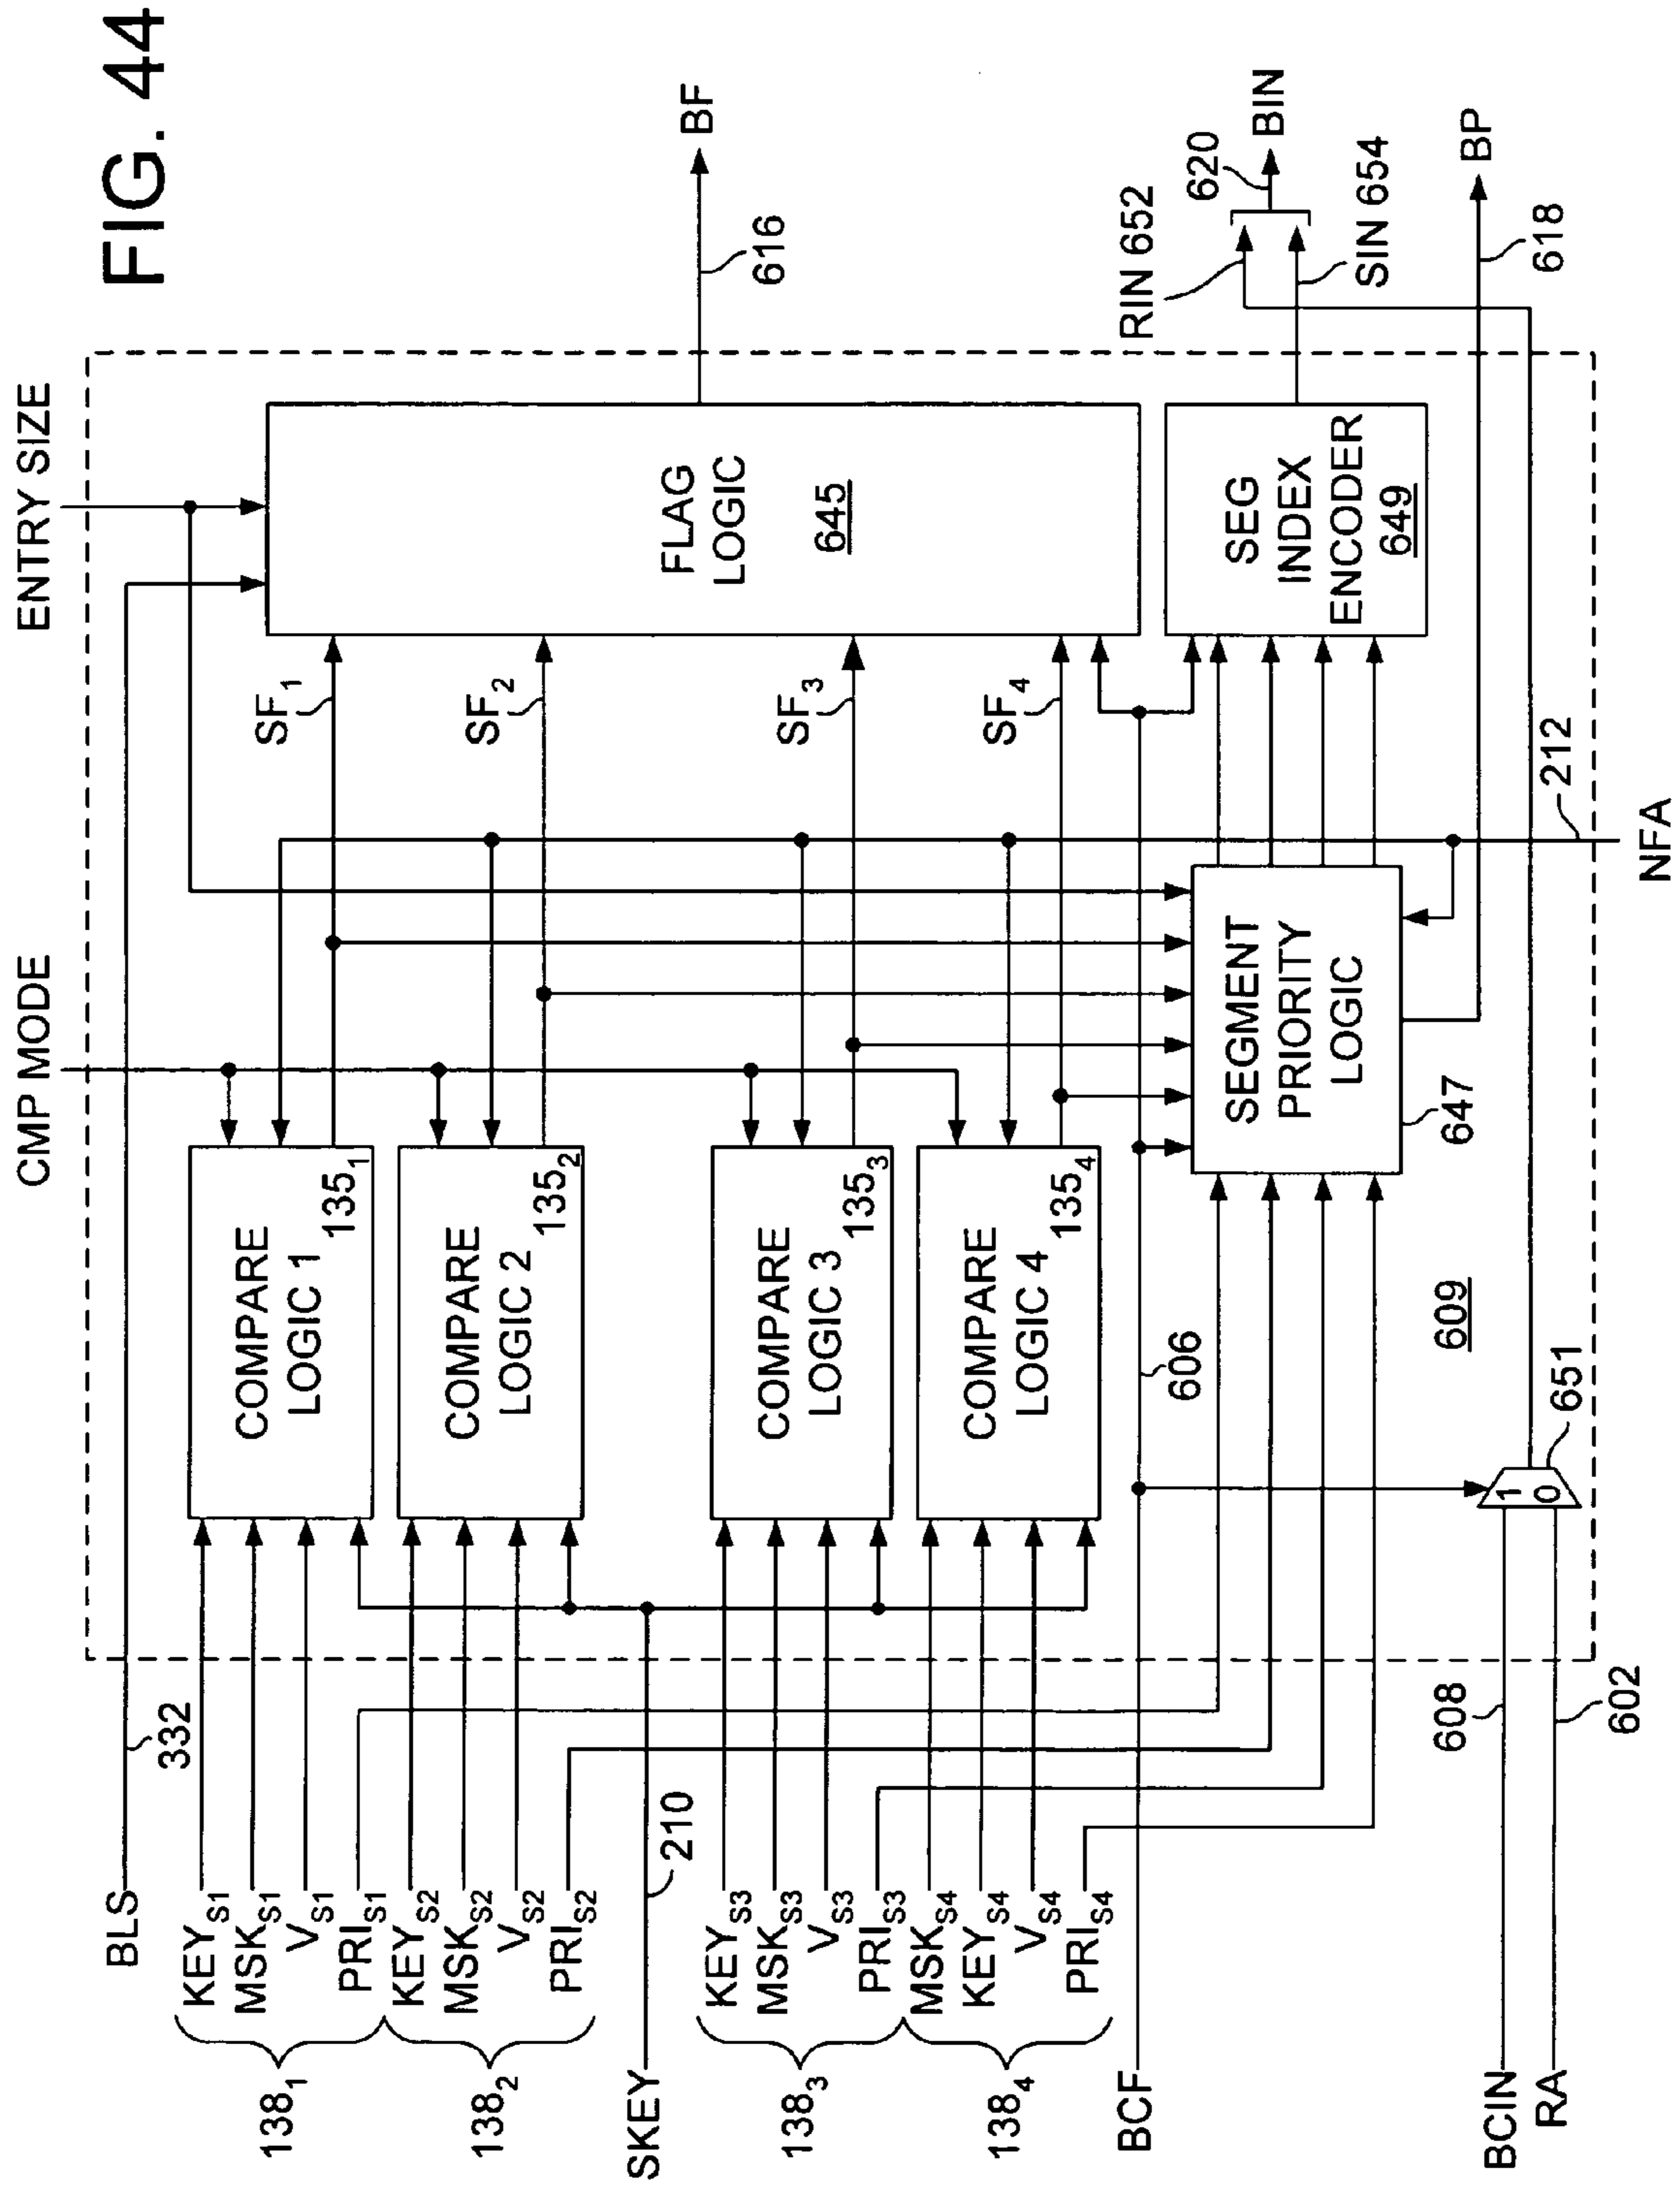 FIG. 44
CMP MODE
ENTRY SIZE
BLS
332
KEYS1
MSKS1
VS1
PRIS1
1381
KEYS2
MSKS2
VS2
PRIS2
1382
SKEY
210
KEYS3
MSKS3
VS3
PRIS3
1383
MSKS4
KEYS4
VS4
PRIS4
1384
BCF
606
BCIN
608
RA
602
COMPARE
LOGIC 1
1351
COMPARE
LOGIC 2
1352
COMPARE
LOGIC 3
1353
COMPARE
LOGIC 4
1354
SF1
SF2
SF3
SF4
FLAG
LOGIC
645
SEGMENT
PRIORITY
LOGIC
647
SEG
INDEX
ENCODER
649
609
1
0
651
NFA
212
616
BF
RIN 652
620
BIN
SIN 654
618
BP